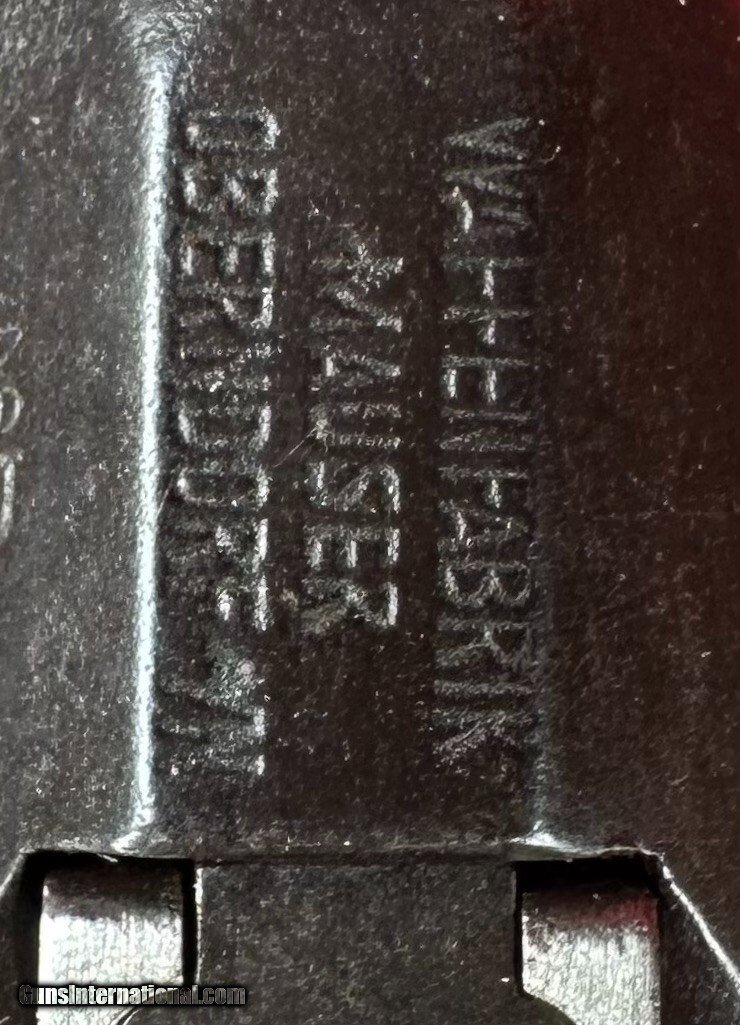 WAFFENFABRIK
MAUSER
OBERNDORF a/N
GunsInternational.com